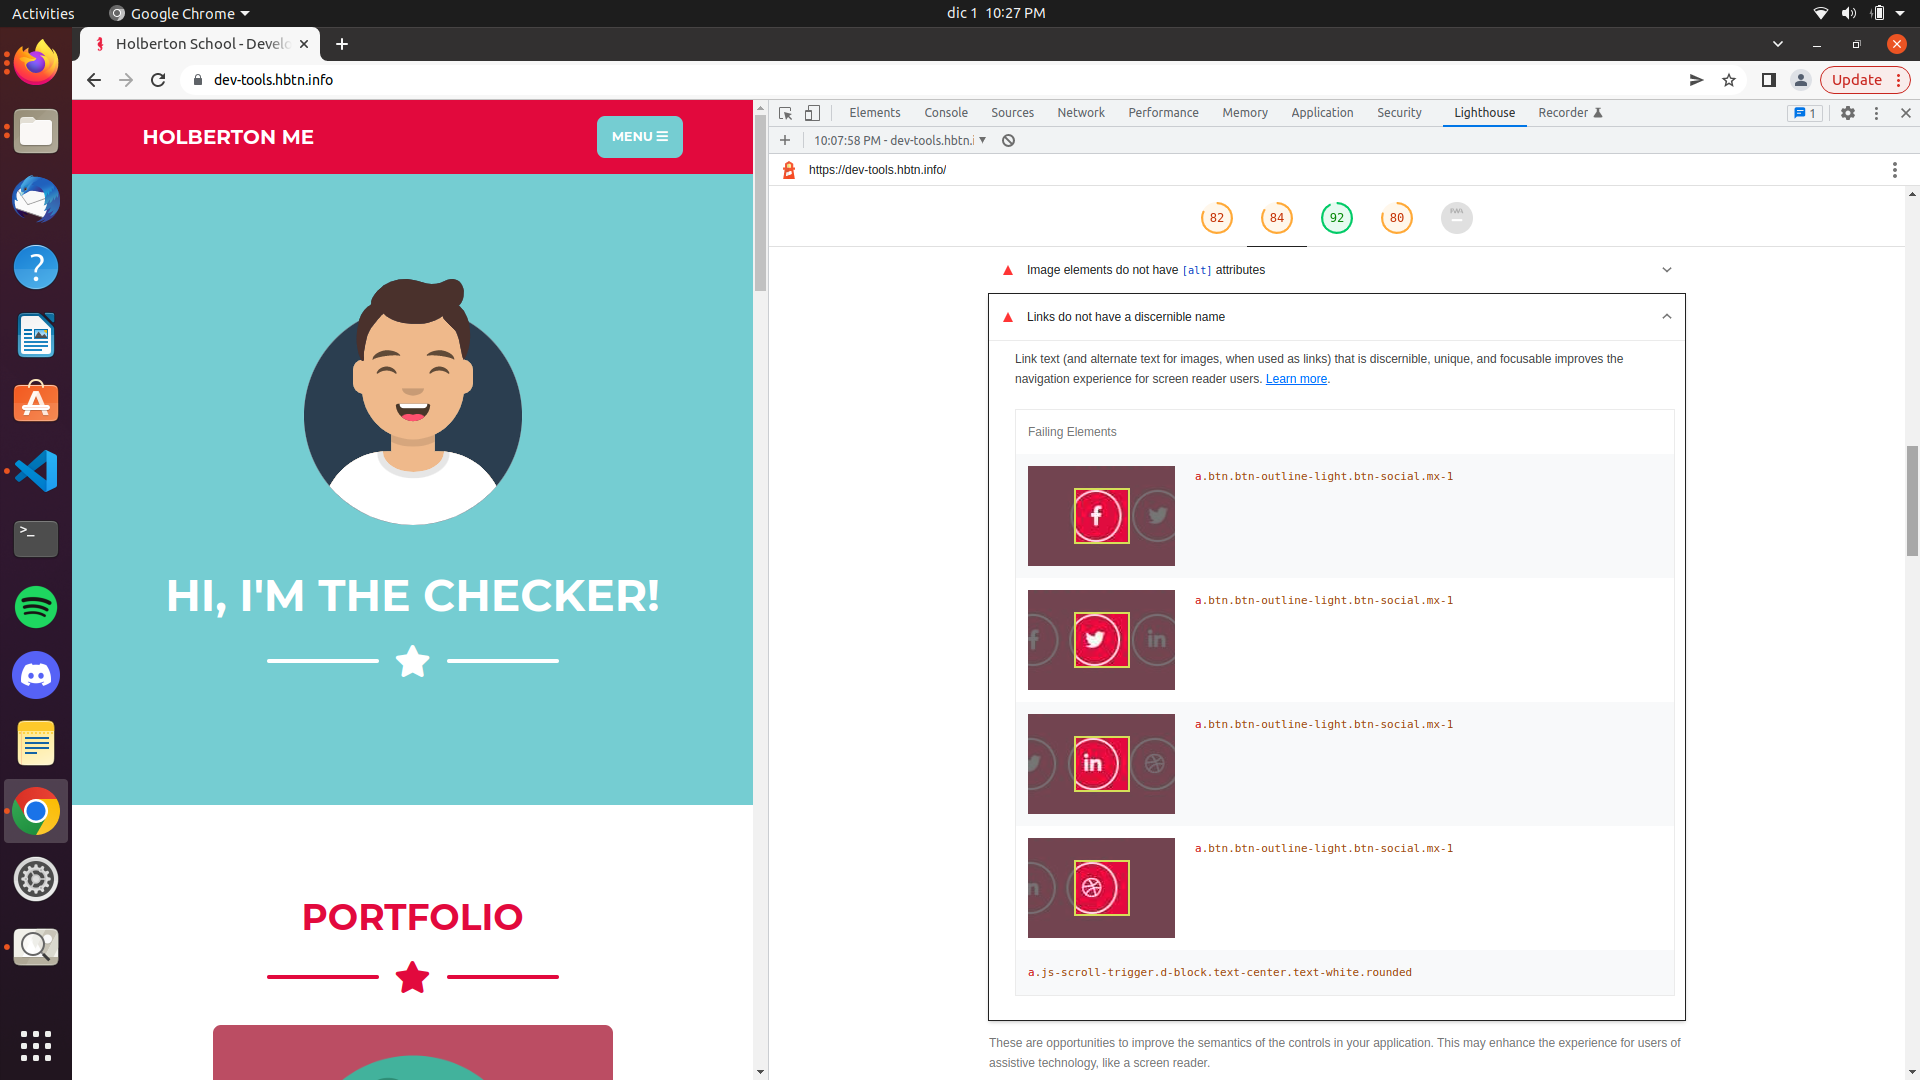 Activities
Google Chrome
dic 1 10:27 PM
Holberton School - Develo
dev-tools.hbtn.info
Update
HOLBERTON ME
MENU
HI, I'M THE CHECKER!
PORTFOLIO
Elements
Console
Sources
Network
Performance
Memory
Application
Security
Lighthouse
Recorder
1
10:07:58 PM - dev-tools.hbtn.i
https://dev-tools.hbtn.info/
82
84
92
80
PWA
Image elements do not have [alt] attributes
Links do not have a discernible name
Link text (and alternate text for images, when used as links) that is discernible, unique, and focusable improves the
navigation experience for screen reader users. Learn more.
Failing Elements
a.btn.btn-outline-light.btn-social.mx-1
a.btn.btn-outline-light.btn-social.mx-1
a.btn.btn-outline-light.btn-social.mx-1
a.btn.btn-outline-light.btn-social.mx-1
a.js-scroll-trigger.d-block.text-center.text-white.rounded
These are opportunities to improve the semantics of the controls in your application. This may enhance the experience for users of
assistive technology, like a screen reader.